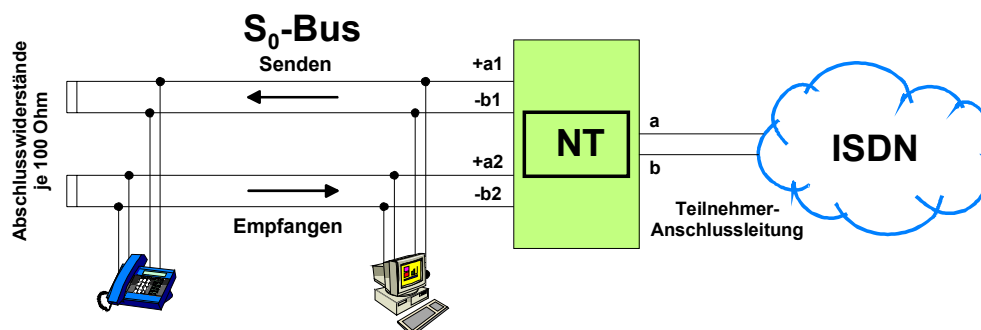 S₀-Bus
Abschlusswiderstände
je 100 Ohm
Senden
+a1
-b1
+a2
-b2
Empfangen
NT
a
b
ISDN
Teilnehmer-
Anschlussleitung